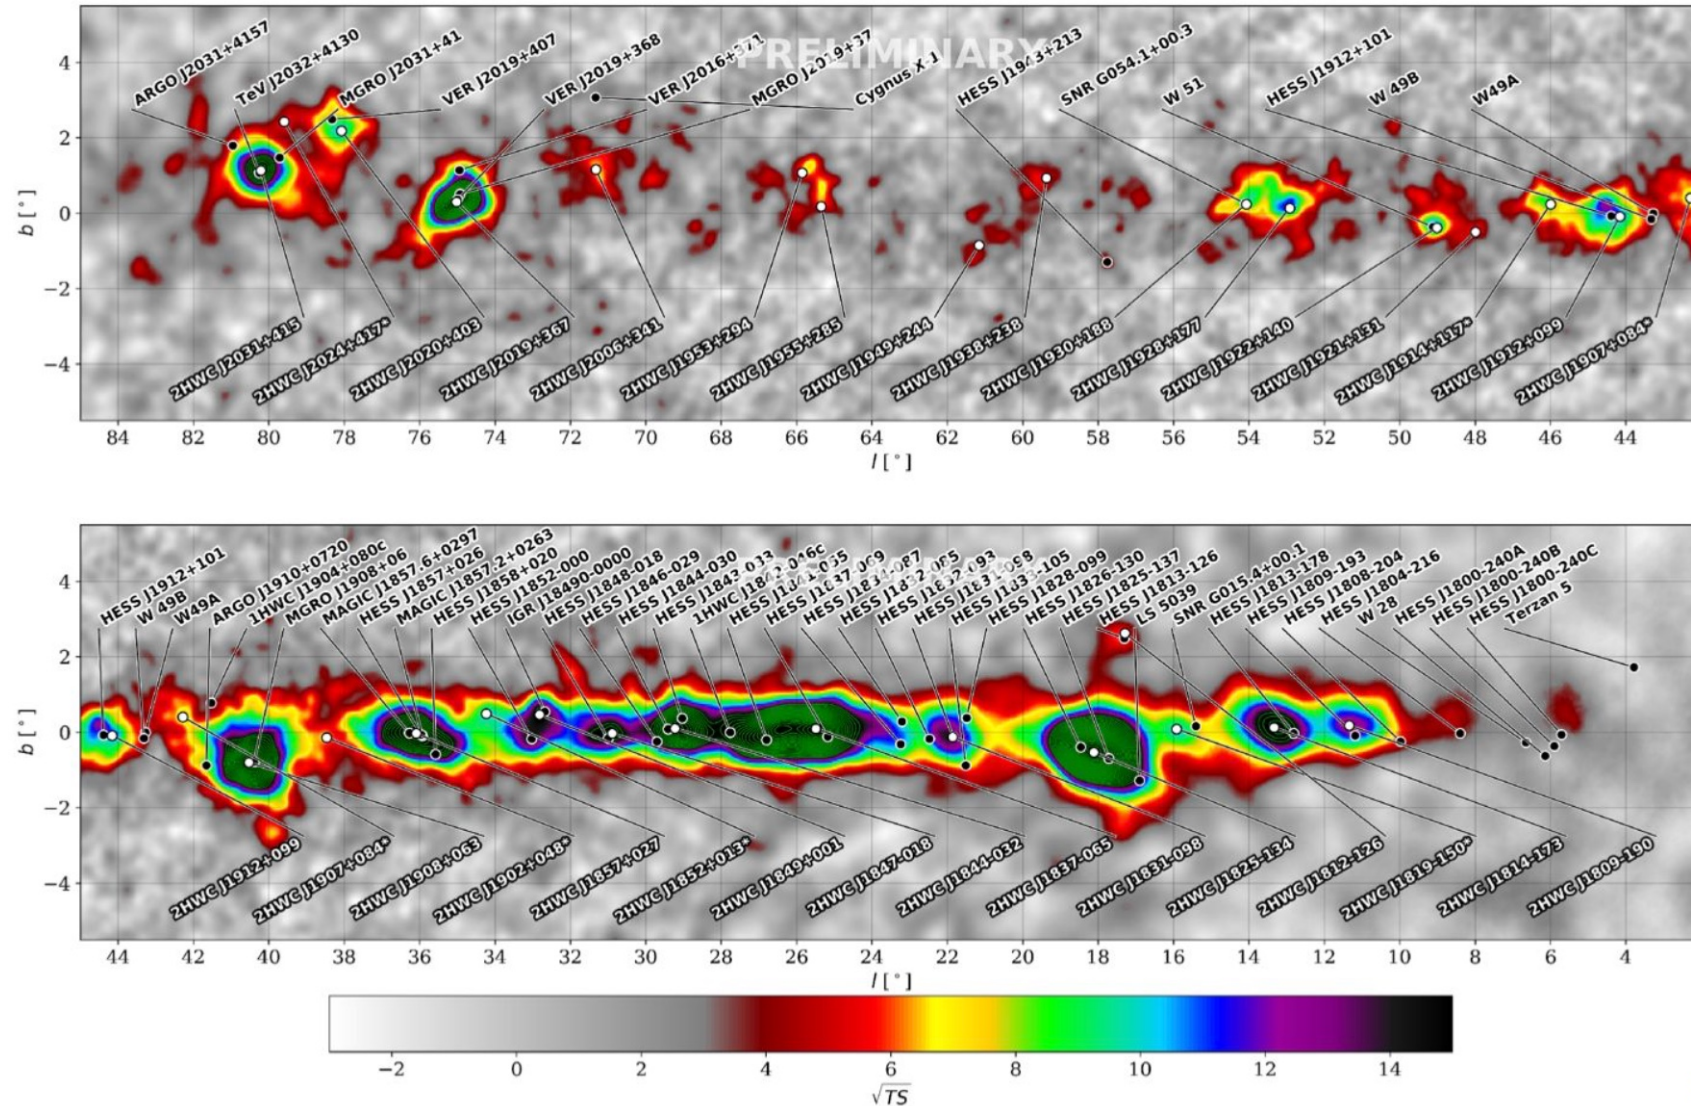 PRELIMINARY
ARGO J2031+4157
TeV J2032+4130
MGRO J2031+41
VER J2019+407
VER J2019+368
VER J2016+371
MGRO J2019+37
Cygnus X-1
HESS J1943+213
SNR G054.1+00.3
W 51
HESS J1912+101
W 49B
W49A
4
2
0
−2
−4
b [°]
2HWC J2031+415
2HWC J2024+417*
2HWC J2020+403
2HWC J2019+367
2HWC J2006+341
2HWC J1953+294
2HWC J1955+285
2HWC J1949+244
2HWC J1938+238
2HWC J1930+188
2HWC J1928+177
2HWC J1922+140
2HWC J1921+131
2HWC J1914+117*
2HWC J1912+099
2HWC J1907+084*
84 82 80 78 76 74 72 70 68 66 64 62 60 58 56 54 52 50 48 46 44
l [°]
PRELIMINARY
HESS J1912+101
W 49B
W49A
ARGO J1910+0720
1HWC J1904+080c
MGRO J1908+06
MAGIC J1857.6+0297
HESS J1857+026
MAGIC J1857.2+0263
HESS J1858+020
HESS J1852-000
IGR J18490-0000
HESS J1848-018
HESS J1846-029
HESS J1844-030
HESS J1828-099
HESS J1826-130
HESS J1825-137
HESS J1813-126
LS 5039
SNR G015.4+00.1
HESS J1813-178
HESS J1809-193
HESS J1808-204
HESS J1804-216
W 28
HESS J1800-240A
HESS J1800-240B
HESS J1800-240C
Terzan 5
4
2
0
−2
−4
b [°]
2HWC J1912+099
2HWC J1907+084*
2HWC J1908+063
2HWC J1902+048*
2HWC J1857+027
2HWC J1852+013*
2HWC J1849+001
2HWC J1847-018
2HWC J1844-032
2HWC J1837-065
2HWC J1831-098
2HWC J1825-134
2HWC J1812-126
2HWC J1819-150*
2HWC J1814-173
2HWC J1809-190
44 42 40 38 36 34 32 30 28 26 24 22 20 18 16 14 12 10 8 6 4
l [°]
−2 0 2 4 6 8 10 12 14
√TS